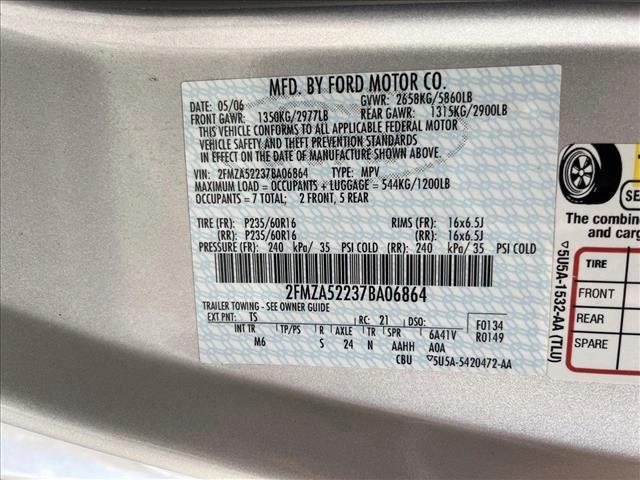 MFD. BY FORD MOTOR CO.
05/06 GVWR: 2658KG/5860LB
FRONT GAWR: 1350KG/2977LB REAR GAWR: 1315KG/2900LB
THIS VEHICLE CONFORMS TO ALL APPLICABLE FEDERAL MOTOR
VEHICLE SAFETY AND THEFT PREVENTION STANDARDS
IN EFFECT ON THE DATE OF MANUFACTURE SHOWN ABOVE.
VIN: 2FMZA52237BA06864 TYPE: MPV
MAXIMUM LOAD = OCCUPANTS + LUGGAGE = 544KG/1200LB
OCCUPANTS = 7 TOTAL; 2 FRONT, 5 REAR
TIRE (FR): P235/60R16 RIMS (FR): 16x6.5J
(RR): P235/60R16 (RR): 16x6.5J
PRESSURE (FR): 240 kPa/ 35 PSI COLD (RR): 240 kPa/ 35 PSI COLD
2FMZA52237BA06864
TRAILER TOWING - SEE OWNER GUIDE
EXT PNT: TS RC: 21 DSO: F0134
INT TR TP/PS R AXLE TR SPR 6A41V R0149
M6 S 24 N AAHH A0A
CBU ▽5U5A-5420472-AA
▽5U5A-1532-AA (TLU)
SE
The combin
and carg
TIRE
FRONT
REAR
SPARE